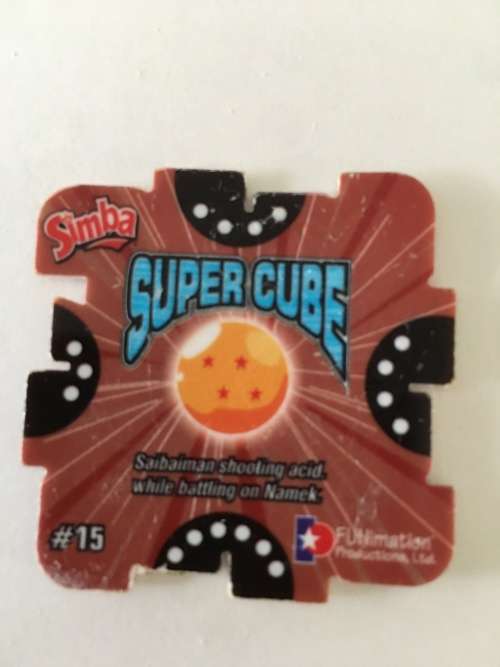 Simba
SUPER CUBE
Saibaiman shooting acid,
while battling on Namek.
#15
FUNimation
Productions, Ltd.